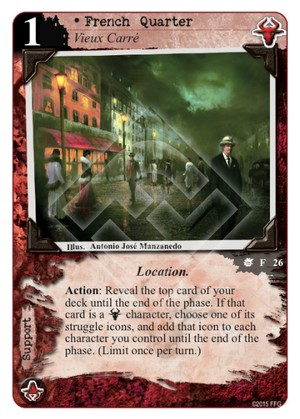 1
• French Quarter
Vieux Carré
Illus. Antonio José Manzanedo
F 26
Location.
Action: Reveal the top card of your
deck until the end of the phase. If that
card is a character, choose one of its
struggle icons, and add that icon to each
character you control until the end of the
phase. (Limit once per turn.)
Support
©2015 FFG